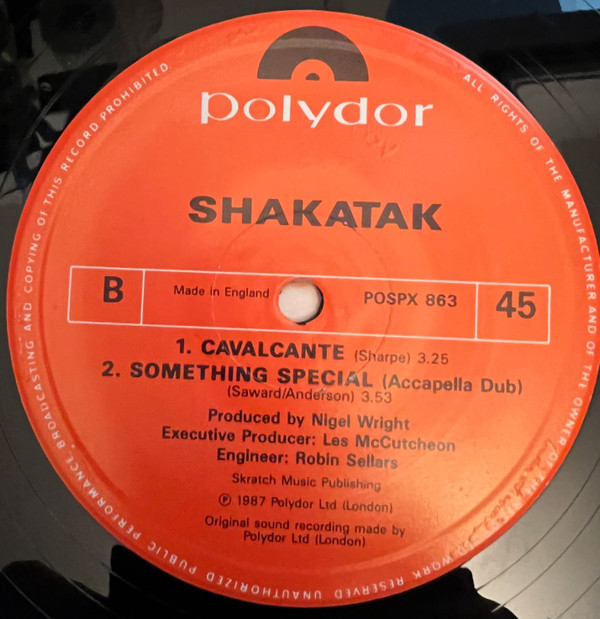 polydor
SHAKATAK
B
Made in England
POSPX 863
45
1. CAVALCANTE (Sharpe) 3.25
2. SOMETHING SPECIAL (Accapella Dub)
(Saward/Anderson) 3.53
Produced by Nigel Wright
Executive Producer: Les McCutcheon
Engineer: Robin Sellars
Skratch Music Publishing
℗ 1987 Polydor Ltd (London)
Original sound recording made by
Polydor Ltd (London)
ALL RIGHTS OF THE MANUFACTURER AND OF THE OWNER OF THE WORK RESERVED UNAUTHORIZED PUBLIC PERFORMANCE BROADCASTING AND COPYING OF THIS RECORD PROHIBITED